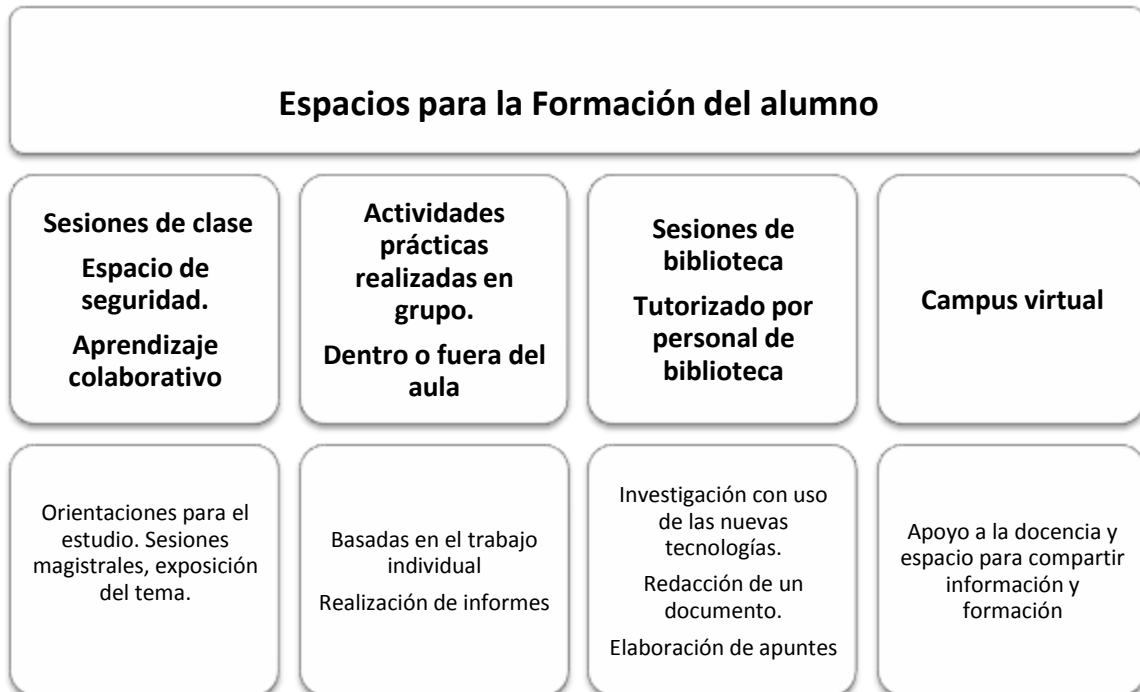 Espacios para la Formación del alumno
Sesiones de clase
Espacio de
seguridad.
Aprendizaje
colaborativo
Actividades
prácticas
realizadas en
grupo.
Dentro o fuera del
aula
Sesiones de
biblioteca
Tutorizado por
personal de
biblioteca
Campus virtual
Orientaciones para el
estudio. Sesiones
magistrales, exposición
del tema.
Basadas en el trabajo
individual
Realización de informes
Investigación con uso
de las nuevas
tecnologías.
Redacción de un
documento.
Elaboración de apuntes
Apoyo a la docencia y
espacio para compartir
información y
formación